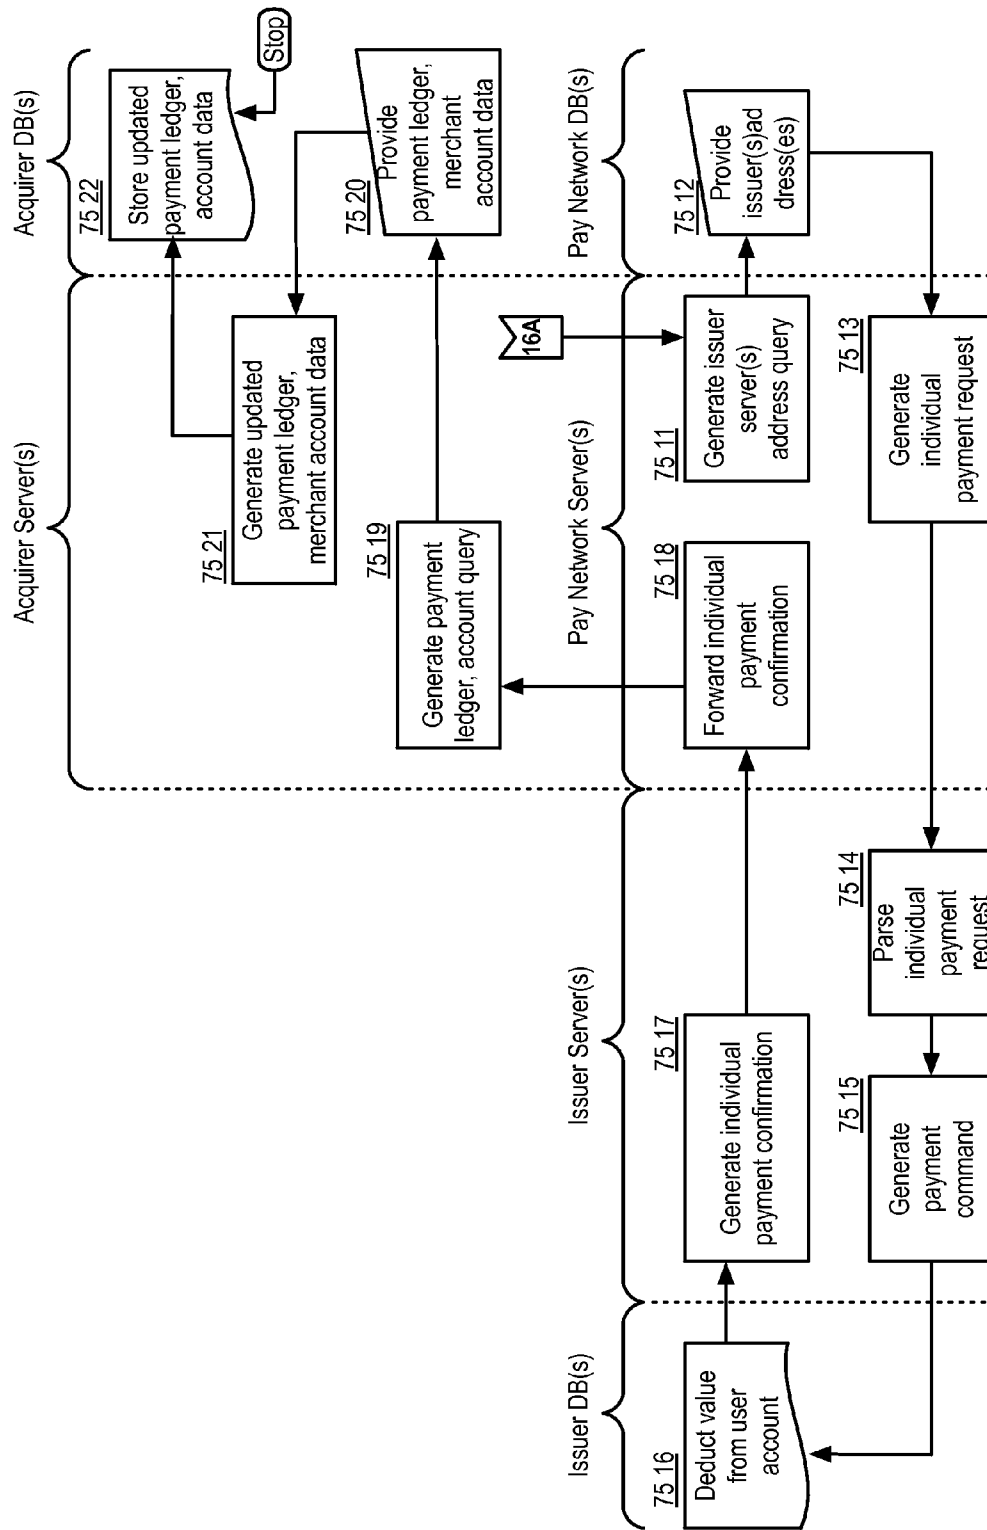 Acquirer Server(s)
Acquirer DB(s)
75 22
Store updated
payment ledger,
account data
Stop
75 21
Generate updated
payment ledger,
merchant account data
75 20
Provide
payment ledger,
merchant
account data
75 19
Generate payment
ledger, account query
16A
Issuer DB(s)
Issuer Server(s)
Pay Network Server(s)
Pay Network DB(s)
75 16
Deduct value
from user
account
75 17
Generate individual
payment confirmation
75 18
Forward individual
payment
confirmation
75 11
Generate issuer
server(s)
address query
75 12
Provide
issuer(s)ad
dress(es)
75 15
Generate
payment
command
75 14
Parse
individual
payment
request
75 13
Generate
individual
payment request